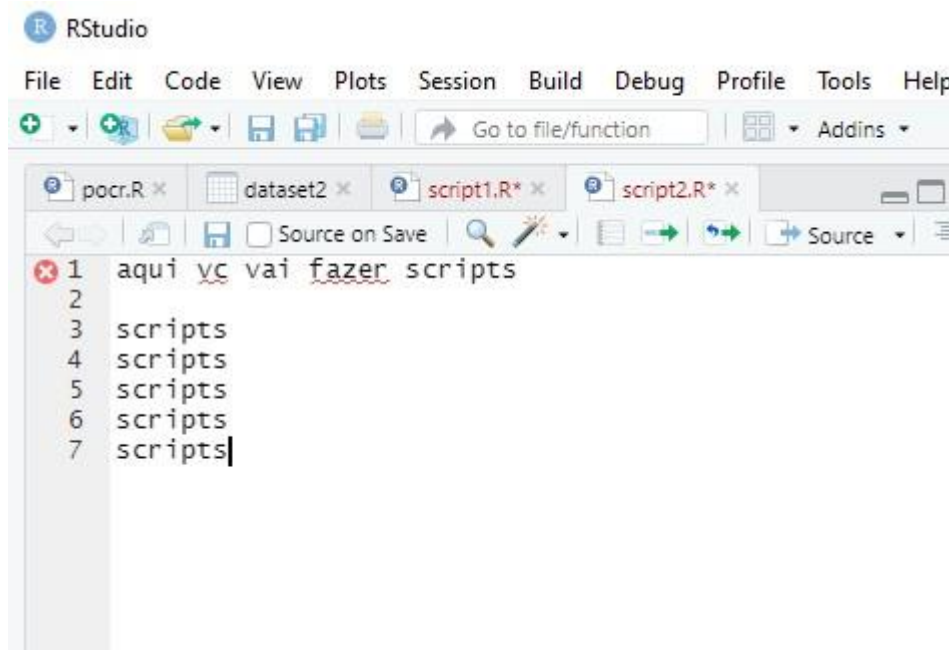 RStudio
File Edit Code View Plots Session Build Debug Profile Tools Help
Go to file/function Addins
pocr.R dataset2 script1.R* script2.R*
Source on Save Source
1 aqui vc vai fazer scripts
2
3 scripts
4 scripts
5 scripts
6 scripts
7 scripts